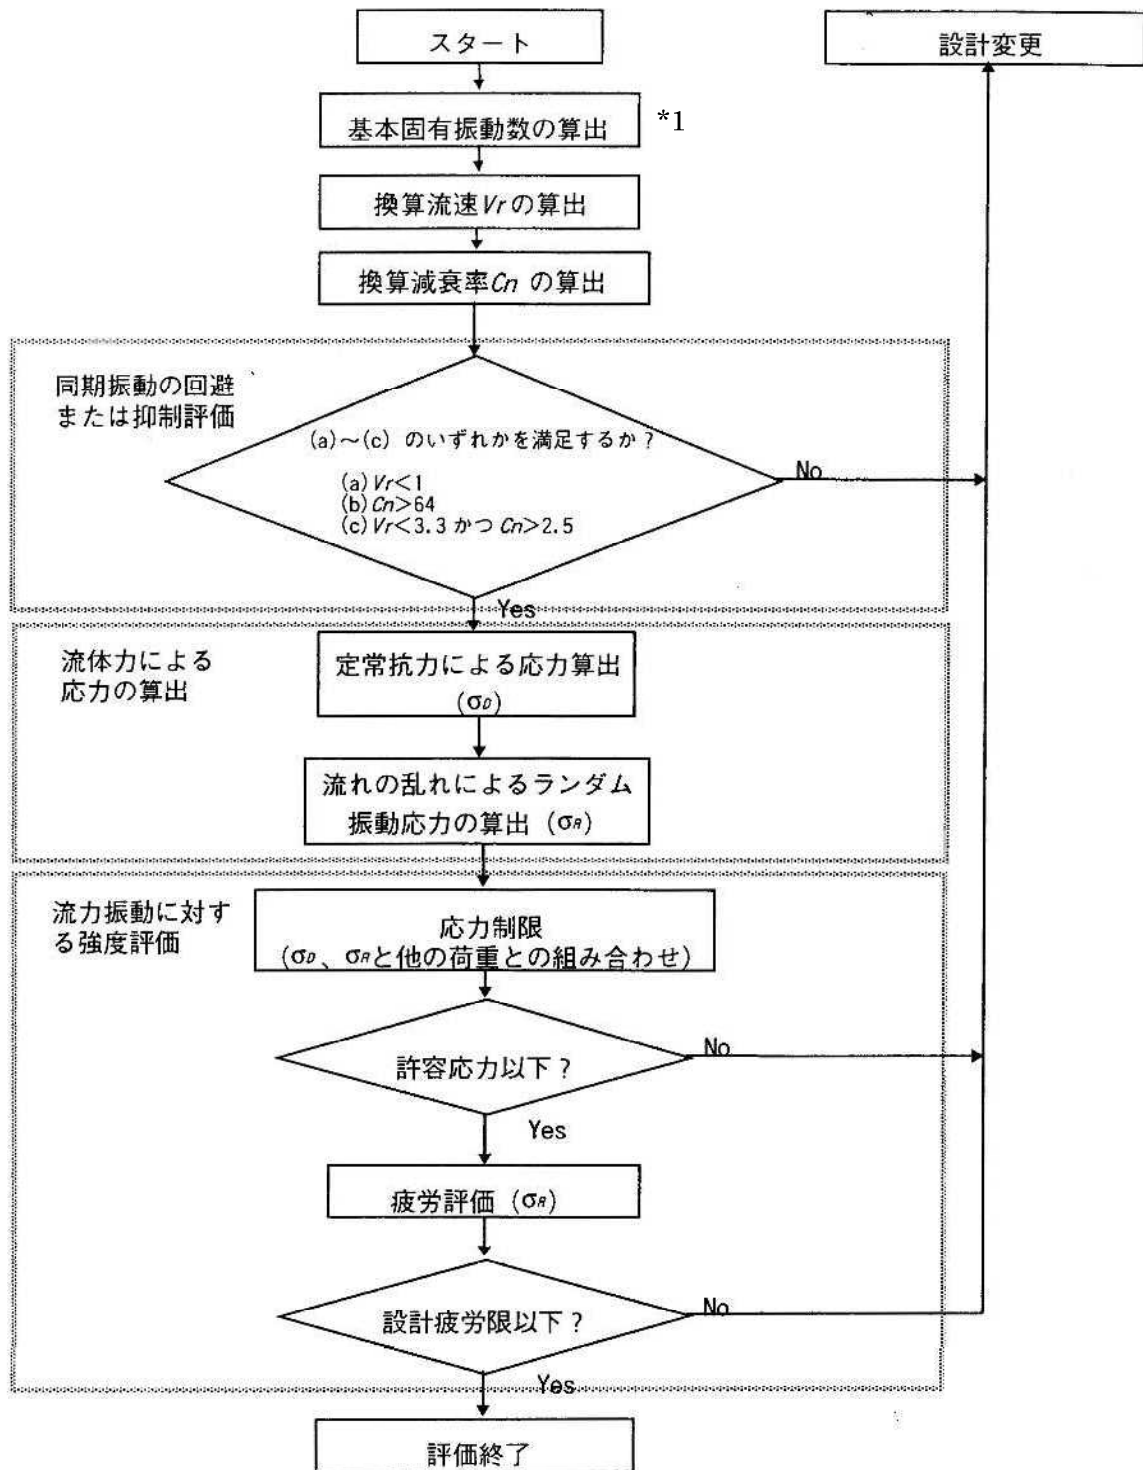 スタート
設計変更
基本固有振動数の算出
*1
換算流速Vrの算出
換算減衰率Cn の算出
同期振動の回避
または抑制評価
(a)～(c) のいずれかを満足するか？
(a) Vr＜1
(b) Cn＞64
(c) Vr＜3.3 かつ Cn＞2.5
No
Yes
流体力による
応力の算出
定常抗力による応力算出
(σD)
流れの乱れによるランダム
振動応力の算出 (σR)
流力振動に対す
る強度評価
応力制限
(σD、σRと他の荷重との組み合わせ)
許容応力以下？
No
Yes
疲労評価 (σR)
設計疲労限以下？
No
Yes
評価終了